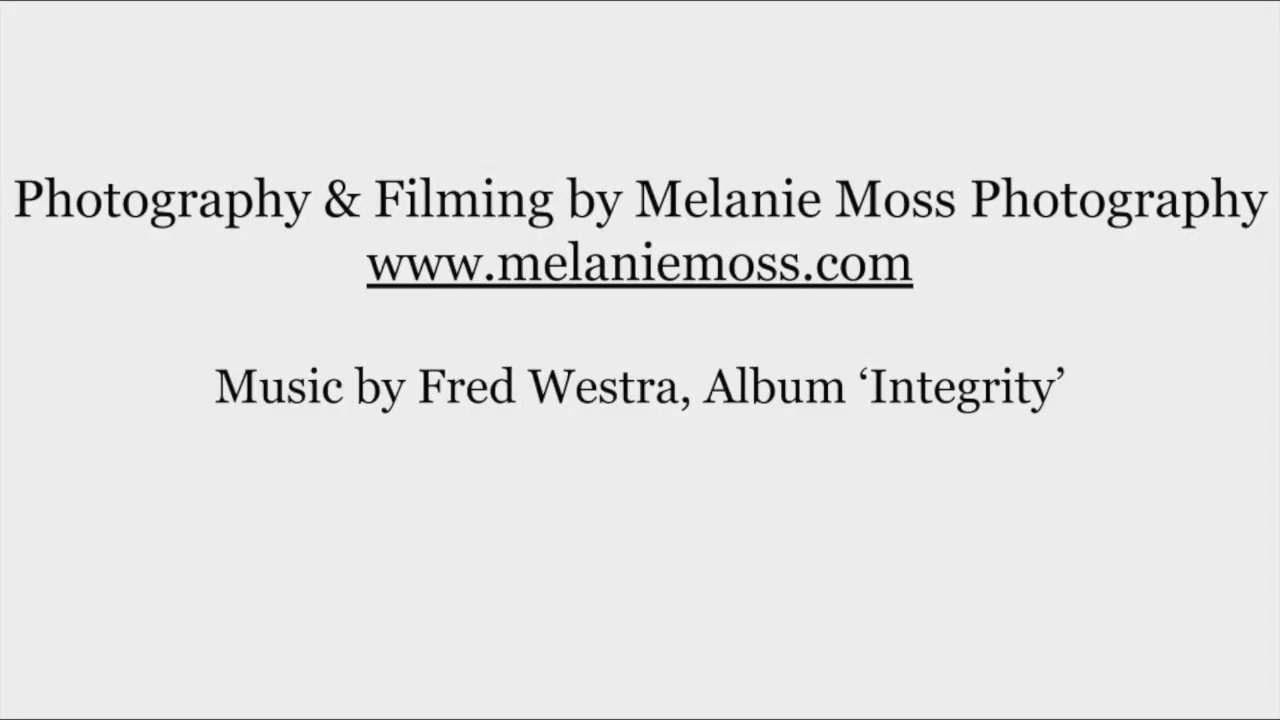 Photography & Filming by Melanie Moss Photography
www.melaniemoss.com
Music by Fred Westra, Album ‘Integrity’